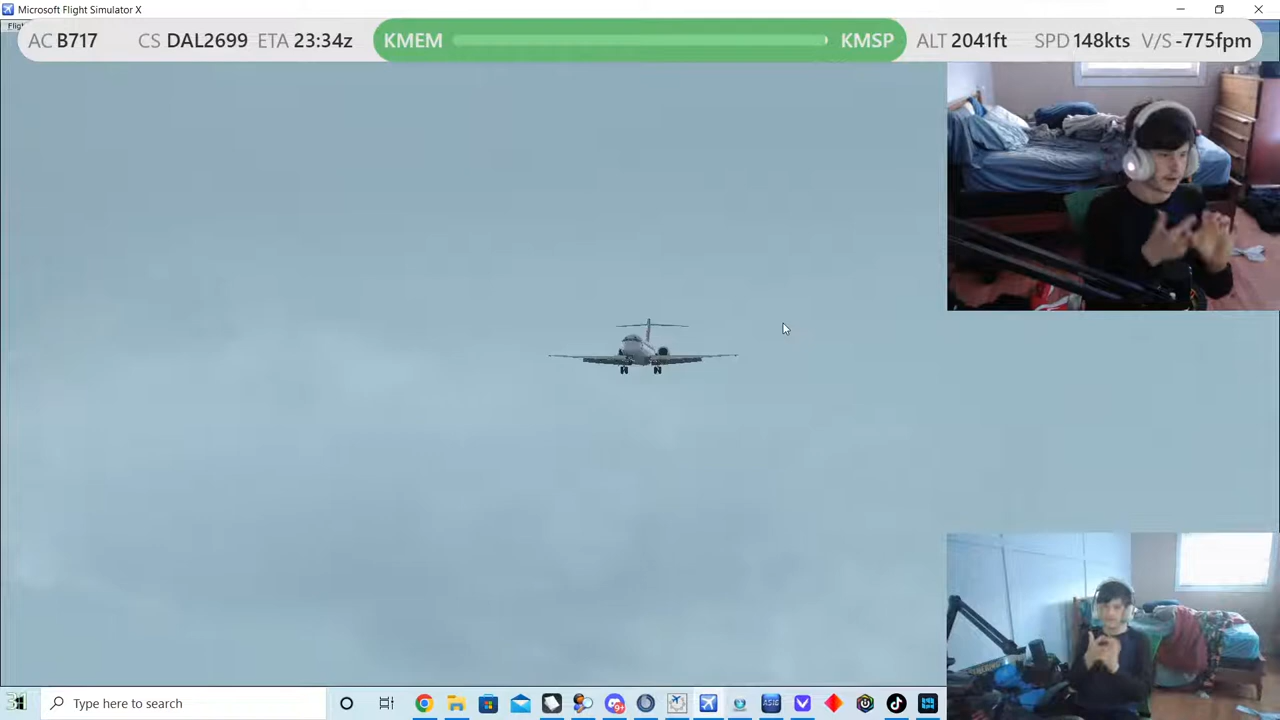 Microsoft Flight Simulator X
Flig
AC B717 CS DAL2699 ETA 23:34z KMEM KMSP ALT 2041ft SPD 148kts V/S -775fpm
Type here to search